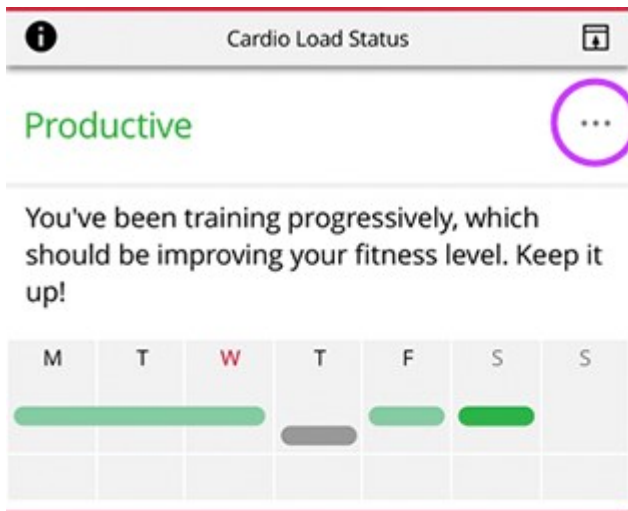 Cardio Load Status
Productive
...
You've been training progressively, which
should be improving your fitness level. Keep it
up!
M T W T F S S